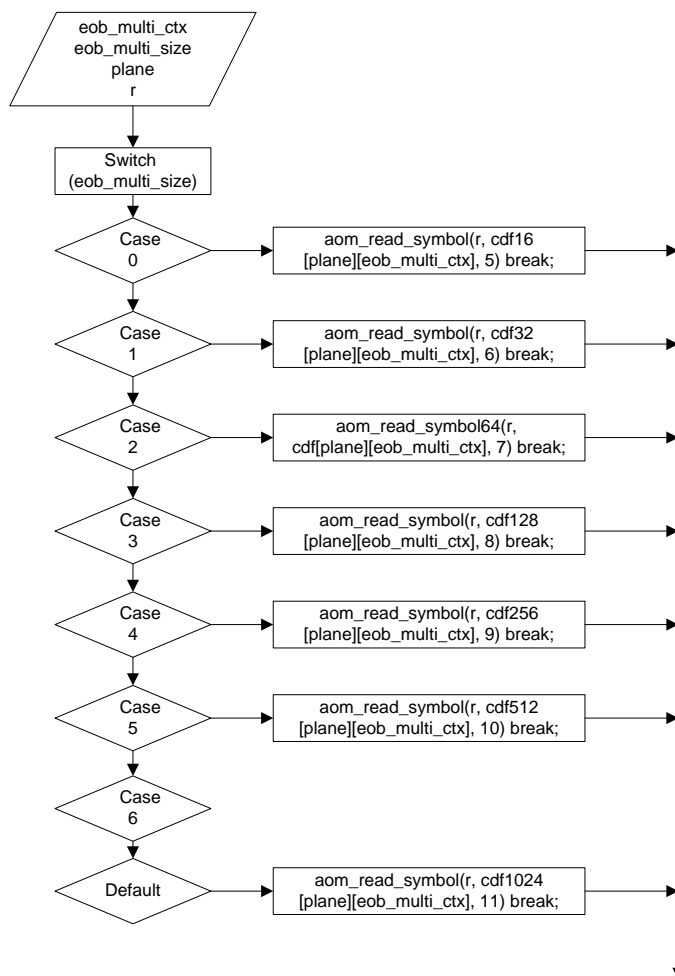 eob_multi_ctx
eob_multi_size
plane
r
Switch
(eob_multi_size)
Case
0
aom_read_symbol(r, cdf16
[plane][eob_multi_ctx], 5) break;
Case
1
aom_read_symbol(r, cdf32
[plane][eob_multi_ctx], 6) break;
Case
2
aom_read_symbol64(r,
cdf[plane][eob_multi_ctx], 7) break;
Case
3
aom_read_symbol(r, cdf128
[plane][eob_multi_ctx], 8) break;
Case
4
aom_read_symbol(r, cdf256
[plane][eob_multi_ctx], 9) break;
Case
5
aom_read_symbol(r, cdf512
[plane][eob_multi_ctx], 10) break;
Case
6
Default
aom_read_symbol(r, cdf1024
[plane][eob_multi_ctx], 11) break;